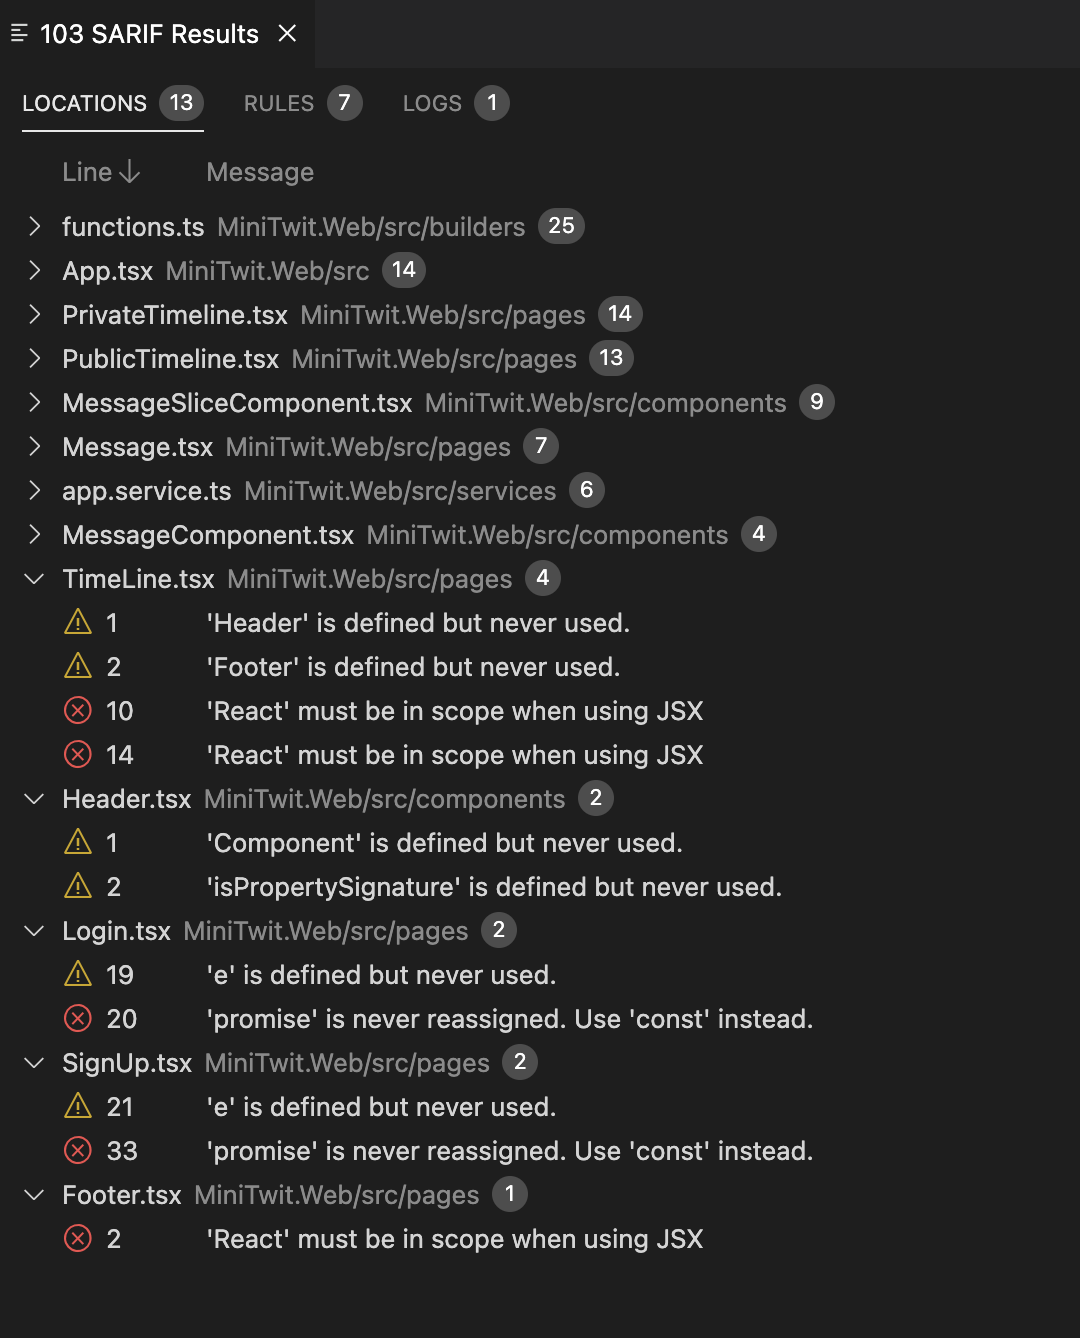 103 SARIF Results
LOCATIONS 13 RULES 7 LOGS 1
Line Message
functions.ts MiniTwit.Web/src/builders 25
App.tsx MiniTwit.Web/src 14
PrivateTimeline.tsx MiniTwit.Web/src/pages 14
PublicTimeline.tsx MiniTwit.Web/src/pages 13
MessageSliceComponent.tsx MiniTwit.Web/src/components 9
Message.tsx MiniTwit.Web/src/pages 7
app.service.ts MiniTwit.Web/src/services 6
MessageComponent.tsx MiniTwit.Web/src/components 4
TimeLine.tsx MiniTwit.Web/src/pages 4
1 'Header' is defined but never used.
2 'Footer' is defined but never used.
10 'React' must be in scope when using JSX
14 'React' must be in scope when using JSX
Header.tsx MiniTwit.Web/src/components 2
1 'Component' is defined but never used.
2 'isPropertySignature' is defined but never used.
Login.tsx MiniTwit.Web/src/pages 2
19 'e' is defined but never used.
20 'promise' is never reassigned. Use 'const' instead.
SignUp.tsx MiniTwit.Web/src/pages 2
21 'e' is defined but never used.
33 'promise' is never reassigned. Use 'const' instead.
Footer.tsx MiniTwit.Web/src/pages 1
2 'React' must be in scope when using JSX